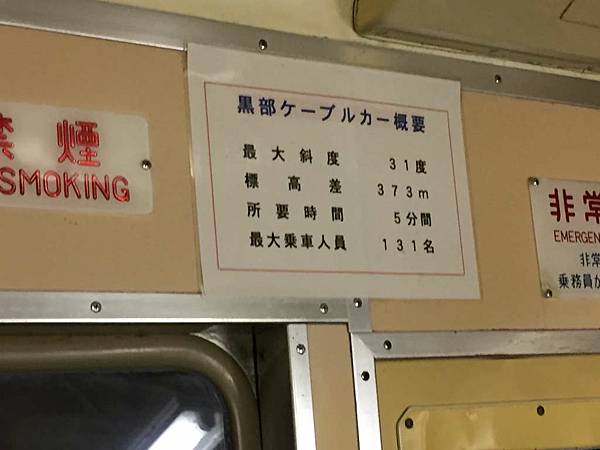 禁煙
SMOKING
黒部ケーブルカー概要
最大斜度 31度
標高差 373m
所要時間 5分間
最大乗車人員 131名
非常
EMERGEN
非常
乗務員が